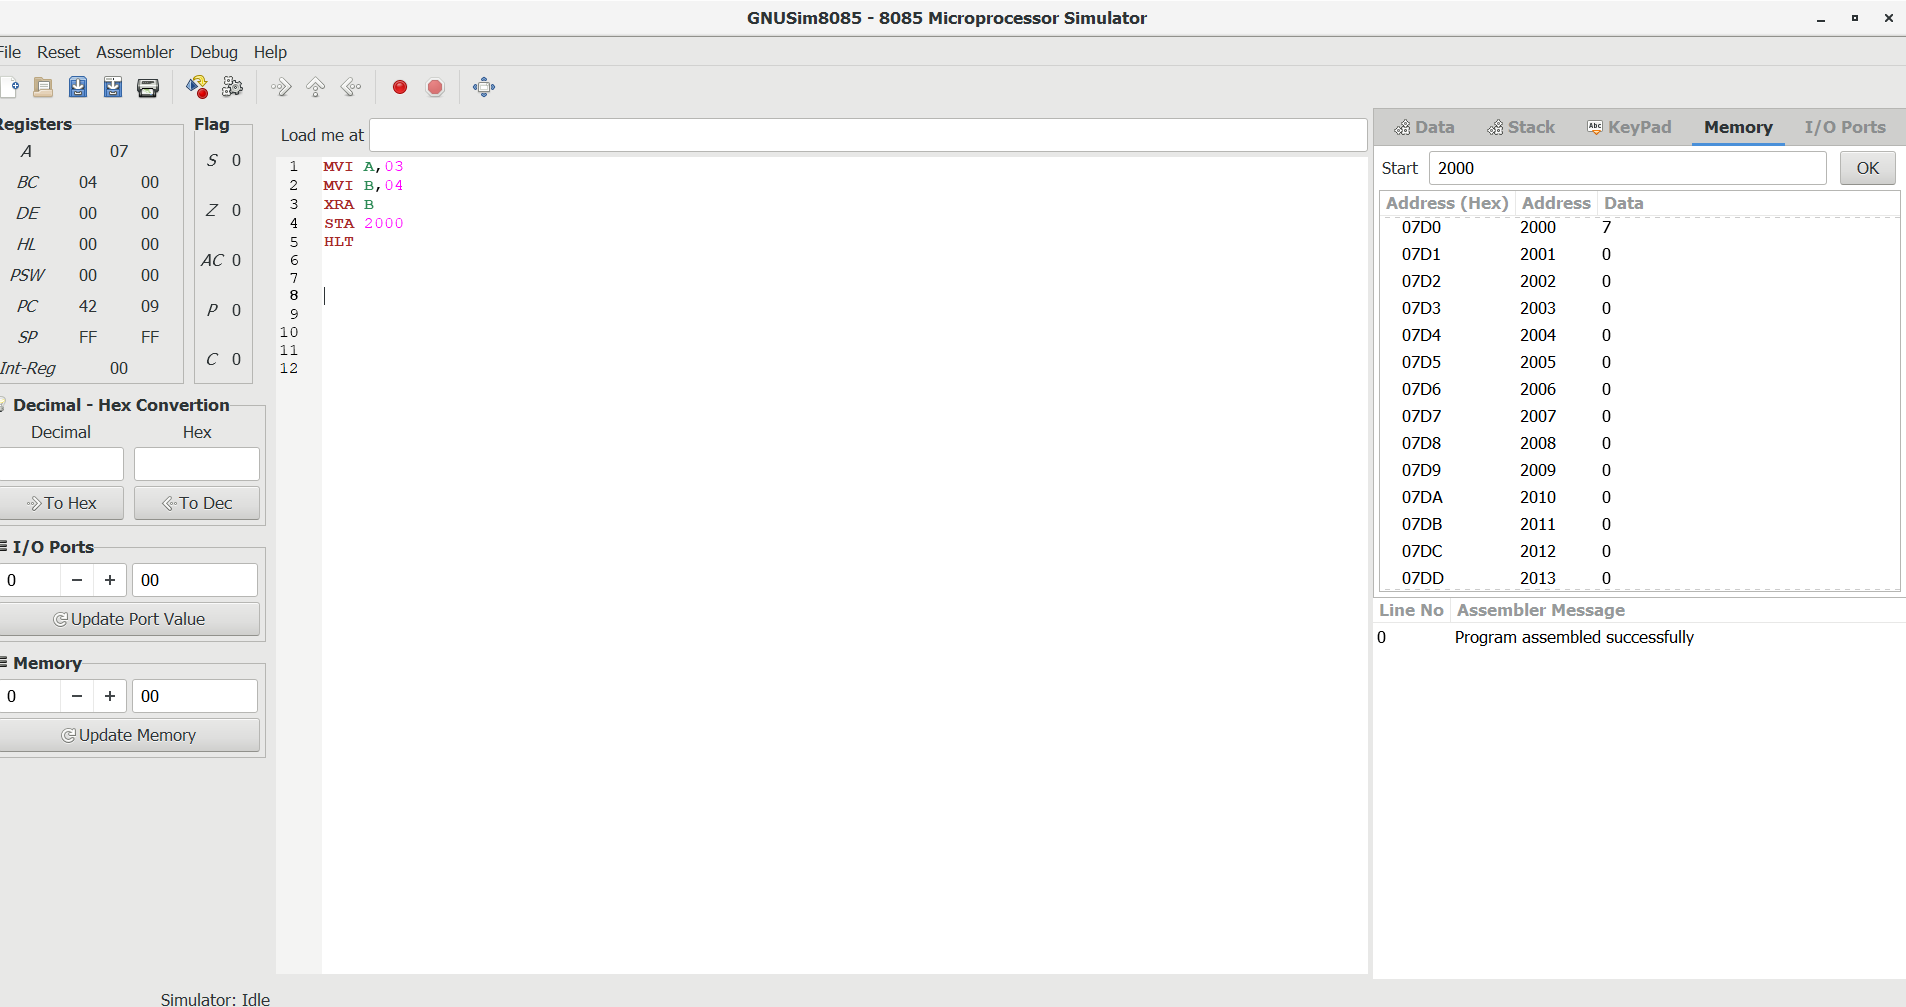 GNUSim8085 - 8085 Microprocessor Simulator
File Reset Assembler Debug Help
Registers
A 07
BC 04 00
DE 00 00
HL 00 00
PSW 00 00
PC 42 09
SP FF FF
Int-Reg 00
Flag
S 0
Z 0
AC 0
P 0
C 0
Decimal - Hex Convertion
Decimal Hex
To Hex To Dec
I/O Ports
0 − + 00
Update Port Value
Memory
0 − + 00
Update Memory
Load me at
1 MVI A,03
2 MVI B,04
3 XRA B
4 STA 2000
5 HLT
6
7
8
9
10
11
12
Data Stack Abc KeyPad Memory I/O Ports
Start 2000 OK
Address (Hex) Address Data
07D0 2000 7
07D1 2001 0
07D2 2002 0
07D3 2003 0
07D4 2004 0
07D5 2005 0
07D6 2006 0
07D7 2007 0
07D8 2008 0
07D9 2009 0
07DA 2010 0
07DB 2011 0
07DC 2012 0
07DD 2013 0
Line No Assembler Message
0 Program assembled successfully
Simulator: Idle